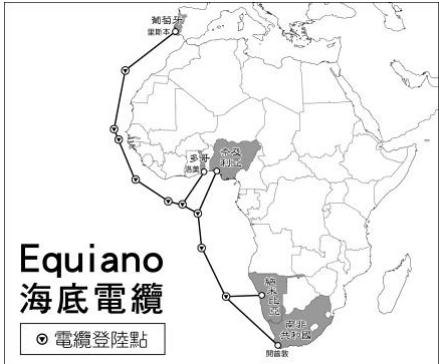 葡萄牙
里斯本
多哥
洛美
奈及
利亞
納米比亞
南非
共和國
開普敦
Equiano
海底電纜
電纜登陸點